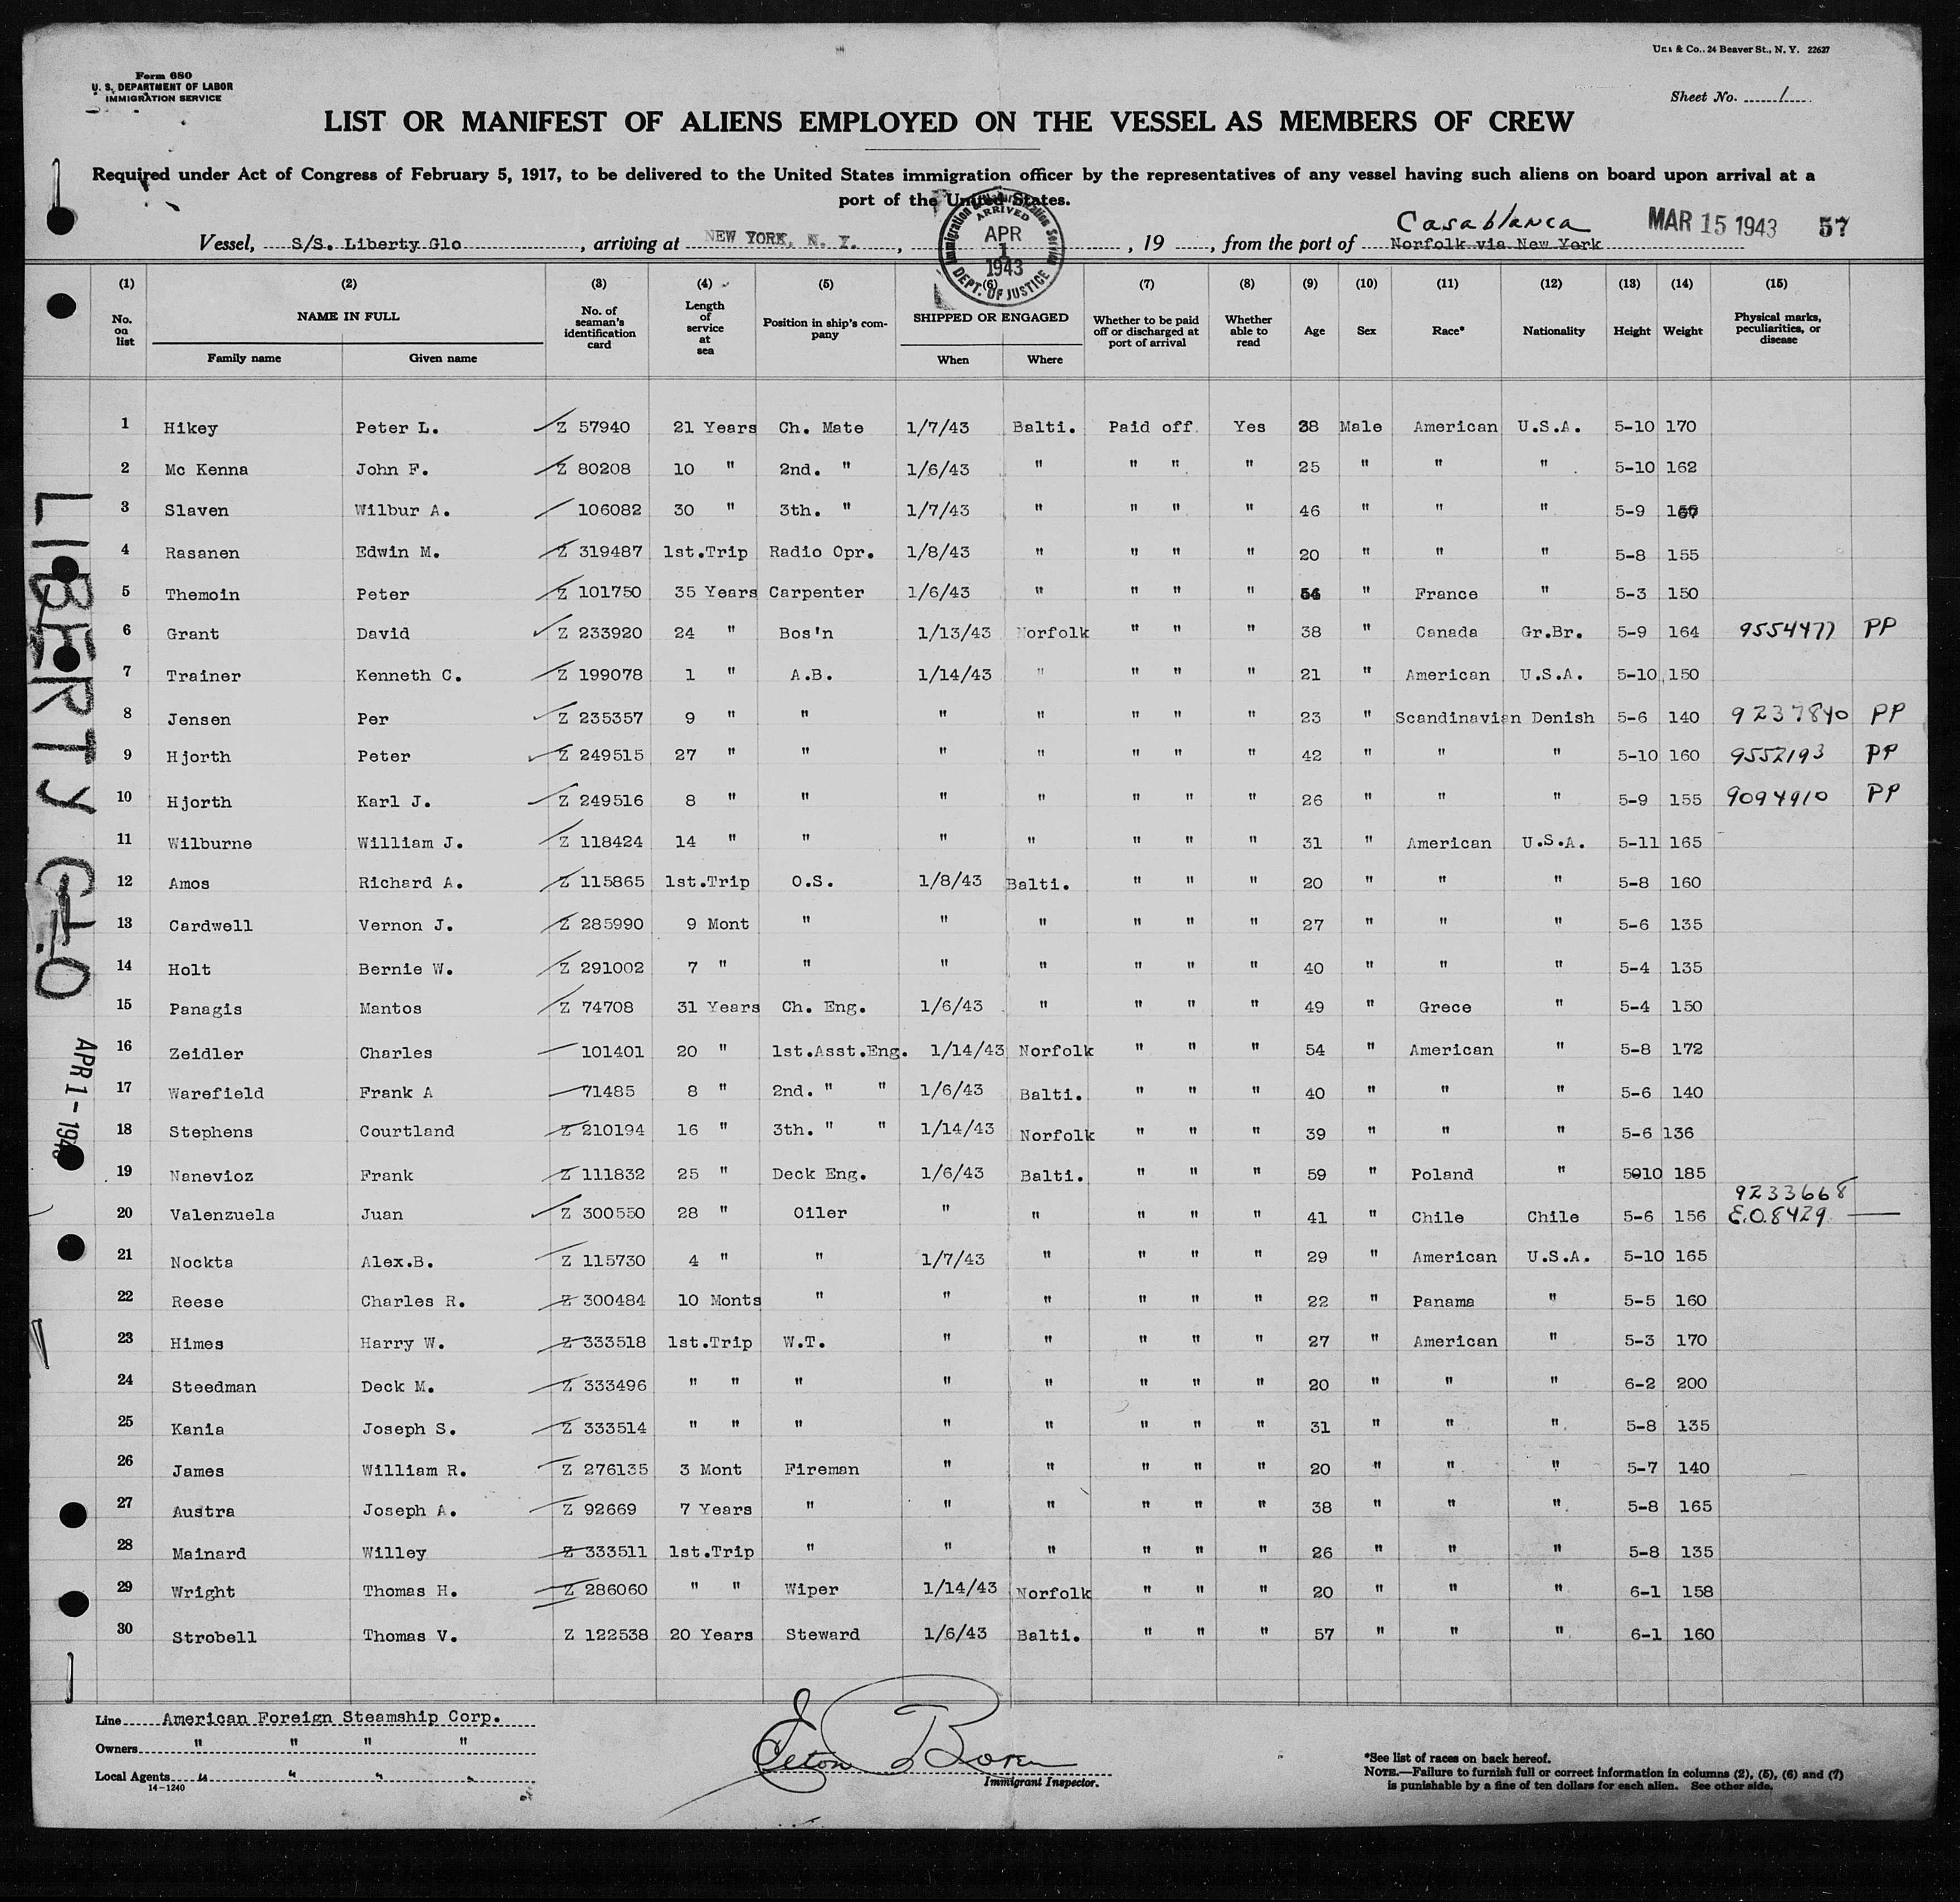 Form 680
U. S. DEPARTMENT OF LABOR
IMMIGRATION SERVICE
& Co., 24 Beaver St., N. Y. 22627
Sheet No. 1
LIST OR MANIFEST OF ALIENS EMPLOYED ON THE VESSEL AS MEMBERS OF CREW
Required under Act of Congress of February 5, 1917, to be delivered to the United States immigration officer by the representatives of any vessel having such aliens on board upon arrival at a
port of the United States.
Casablanca MAR 15 1943 57
Vessel, S/S. Liberty Glo, arriving at NEW YORK, N. Y., , 19 , from the port of Norfolk via New York
Immigration & Naturalization Service ARRIVED APR 1 1943 DEPT. OF JUSTICE
(1) (2) (3) (4) (5) (6) (7) (8) (9) (10) (11) (12) (13) (14) (15)
No. on list NAME IN FULL Family name Given name No. of seaman's identification card Length of service at sea Position in ship's company SHIPPED OR ENGAGED When Where Whether to be paid off or discharged at port of arrival Whether able to read Age Sex Race* Nationality Height Weight Physical marks, peculiarities, or disease
1 Hikey Peter L. Z 57940 21 Years Ch. Mate 1/7/43 Balti. Paid off Yes 38 Male American U.S.A. 5-10 170
2 Mc Kenna John F. Z 80208 10 " 2nd. " 1/6/43 " " " " 25 " " " 5-10 162
3 Slaven Wilbur A. 106082 30 " 3th. " 1/7/43 " " " " 46 " " " 5-9
4 Rasanen Edwin M. Z 319487 1st.Trip Radio Opr. 1/8/43 " " " " 20 " " " 5-8 155
5 Themoin Peter Z 101750 35 Years Carpenter 1/6/43 " " " " " France " 5-3 150
6 Grant David Z 233920 24 " Bos'n 1/13/43 Norfolk " " " 38 " Canada Gr.Br. 5-9 164 9554477 PP
7 Trainer Kenneth C. Z 199078 1 " A.B. 1/14/43 " " " " 21 " American U.S.A. 5-10 150
8 Jensen Per Z 235357 9 " " " " " " " 23 " Scandinavian Denish 5-6 140 9237840 PP
9 Hjorth Peter Z 249515 27 " " " " " " " 42 " " " 5-10 160 9552193 PP
10 Hjorth Karl J. Z 249516 8 " " " " " " " 26 " " " 5-9 155 9094910 PP
11 Wilburne William J. Z 118424 14 " " " " " " " 31 " American U.S.A. 5-11 165
12 Amos Richard A. Z 115865 1st.Trip O.S. 1/8/43 Balti. " " " 20 " " " 5-8 160
13 Cardwell Vernon J. Z 285990 9 Mont " " " " " " 27 " " " 5-6 135
14 Holt Bernie W. Z 291002 7 " " " " " " " 40 " " " 5-4 135
15 Panagis Mantos Z 74708 31 Years Ch. Eng. 1/6/43 " " " " 49 " Grece " 5-4 150
16 Zeidler Charles 101401 20 " 1st.Asst.Eng. 1/14/43 Norfolk " " " 54 " American " 5-8 172
17 Warefield Frank A 71485 8 " 2nd. " " 1/6/43 Balti. " " " 40 " " " 5-6 140
18 Stephens Courtland Z 210194 16 " 3th. " " 1/14/43 Norfolk " " " 39 " " " 5-6 136
19 Nanevioz Frank Z 111832 25 " Deck Eng. 1/6/43 Balti. " " " 59 " Poland " 5-10 185
9233668
20 Valenzuela Juan Z 300550 28 " Oiler " " " " " 41 " Chile Chile 5-6 156 E.O.8429
21 Nockta Alex.B. Z 115730 4 " " 1/7/43 " " " " 29 " American U.S.A. 5-10 165
22 Reese Charles R. Z 300484 10 Monts " " " " " " 22 " Panama " 5-5 160
23 Himes Harry W. Z 333518 1st.Trip W.T. " " " " " 27 " American " 5-3 170
24 Steedman Deck M. Z 333496 " " " " " " " " 20 " " " 6-2 200
25 Kania Joseph S. Z 333514 " " " " " " " " 31 " " " 5-8 135
26 James William R. Z 276135 3 Mont Fireman " " " " " 20 " " " 5-7 140
27 Austra Joseph A. Z 92669 7 Years " " " " " " 38 " " " 5-8 165
28 Mainard Willey Z 333511 1st.Trip " " " " " " 26 " " " 5-8 135
29 Wright Thomas H. Z 286060 " " Wiper 1/14/43 Norfolk " " " 20 " " " 6-1 158
30 Strobell Thomas V. Z 122538 20 Years Steward 1/6/43 Balti. " " " 57 " " " 6-1 160
LIBERTY GLO
APR 1 - 194
Line American Foreign Steamship Corp.
Owners " " " "
Local Agents " " " "
14-1240
Immigrant Inspector.
*See list of races on back hereof.
NOTE.—Failure to furnish full or correct information in columns (2), (5), (6) and (7)
is punishable by a fine of ten dollars for each alien. See other side.